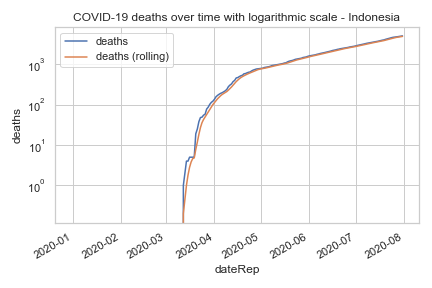 COVID-19 deaths over time with logarithmic scale - Indonesia
deaths
deaths (rolling)
10³
10²
10¹
10⁰
deaths
2020-01
2020-02
2020-03
2020-04
2020-05
2020-06
2020-07
2020-08
dateRep